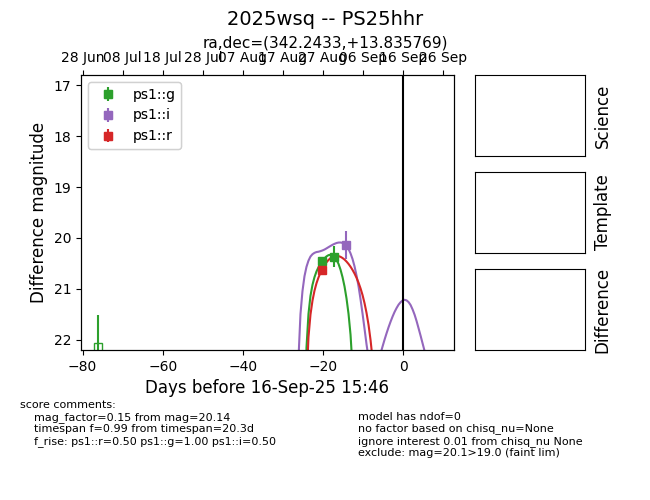 2025wsq -- PS25hhr
ra,dec=(342.2433,+13.835769)
28 Jun 08 Jul 18 Jul 28 Jul 07 Aug 17 Aug 27 Aug 06 Sep 16 Sep 26 Sep
ps1::g
ps1::i
ps1::r
17
18
19
20
21
22
Difference magnitude
−80 −60 −40 −20 0
Days before 16-Sep-25 15:46
Science
Template
Difference
score comments:
mag_factor=0.15 from mag=20.14
timespan f=0.99 from timespan=20.3d
f_rise: ps1::r=0.50 ps1::g=1.00 ps1::i=0.50
model has ndof=0
no factor based on chisq_nu=None
ignore interest 0.01 from chisq_nu None
exclude: mag=20.1>19.0 (faint lim)